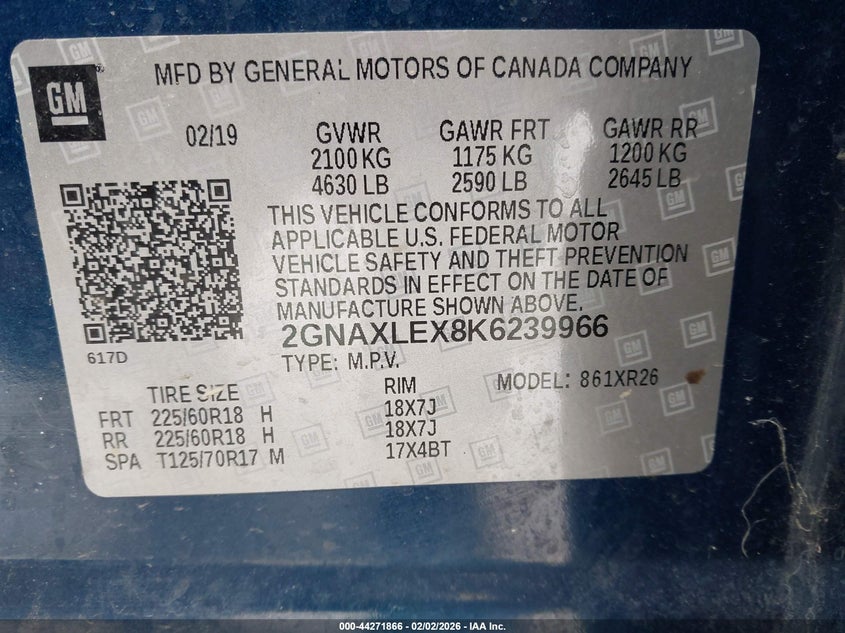 GM
MFD BY GENERAL MOTORS OF CANADA COMPANY
02/19 GVWR GAWR FRT GAWR RR
2100 KG 1175 KG 1200 KG
4630 LB 2590 LB 2645 LB
THIS VEHICLE CONFORMS TO ALL
APPLICABLE U.S. FEDERAL MOTOR
VEHICLE SAFETY AND THEFT PREVENTION
STANDARDS IN EFFECT ON THE DATE OF
MANUFACTURE SHOWN ABOVE.
2GNAXLEX8K6239966
617D
TYPE: M.P.V.
TIRE SIZE RIM MODEL: 861XR26
FRT 225/60R18 H 18X7J
RR 225/60R18 H 18X7J
SPA T125/70R17 M 17X4BT
000-44271866 - 02/02/2026 - IAA Inc.